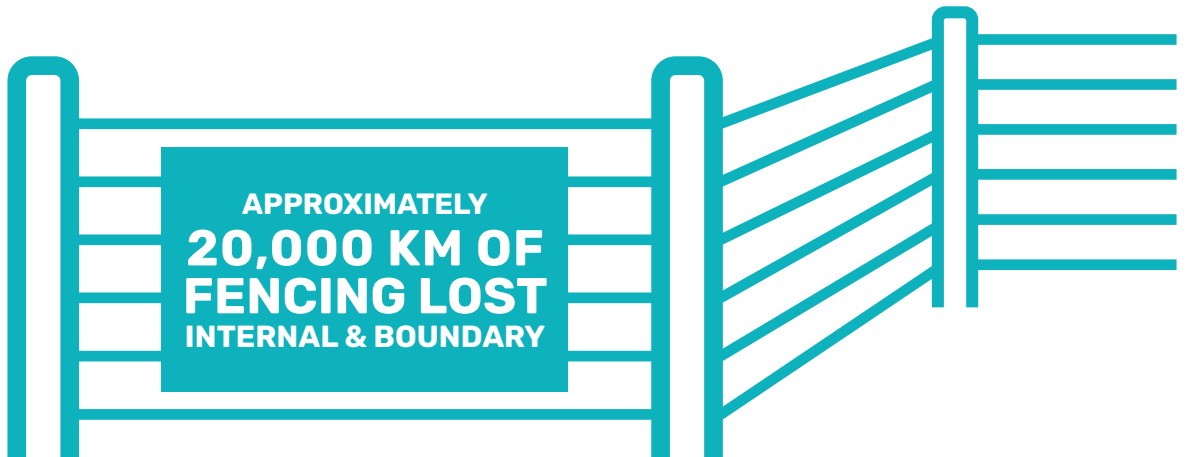 APPROXIMATELY
20,000 KM OF
FENCING LOST
INTERNAL & BOUNDARY